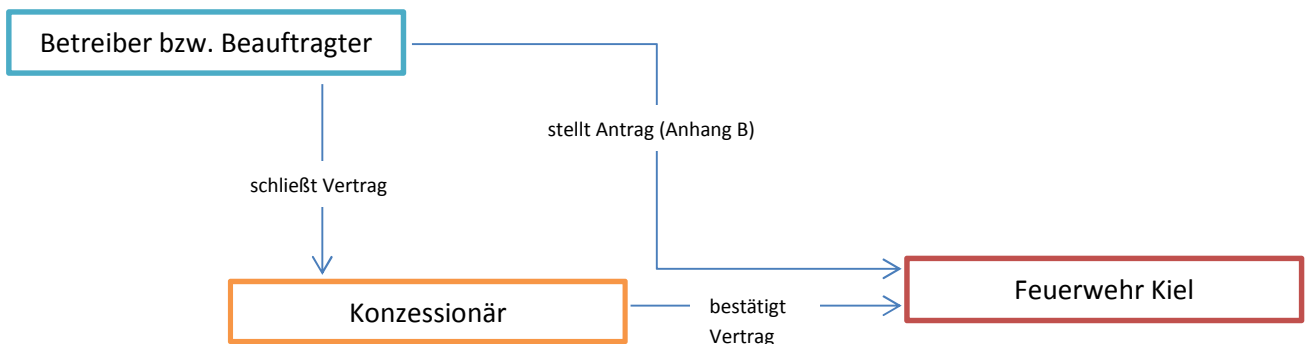 Betreiber bzw. Beauftragter
stellt Antrag (Anhang B)
schließt Vertrag
Konzessionär
bestätigt
Vertrag
Feuerwehr Kiel